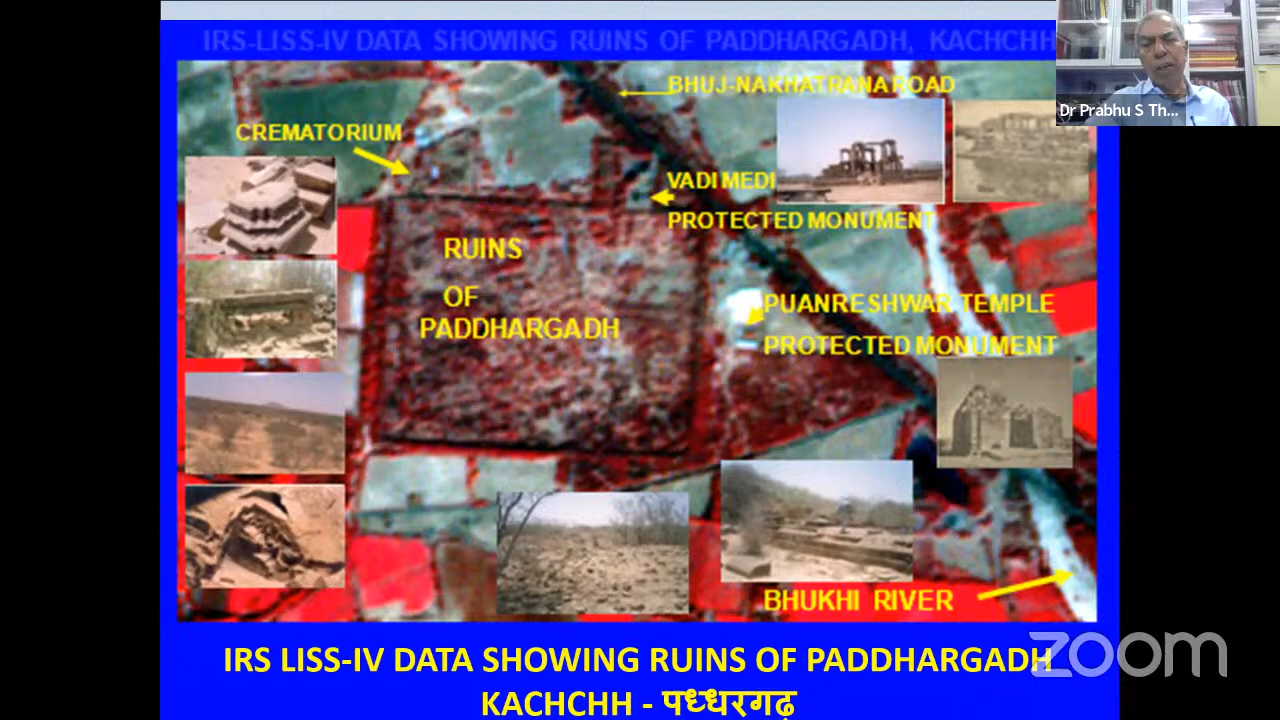 IRS-LISS-IV DATA SHOWING RUINS OF PADDHARGADH, KACHCHH
Dr Prabhu S Th...
BHUJ-NAKHATRANA ROAD
CREMATORIUM
VADI MEDI
PROTECTED MONUMENT
RUINS
OF
PADDHARGADH
PUANRESHWAR TEMPLE
PROTECTED MONUMENT
BHUKHI RIVER
IRS LISS-IV DATA SHOWING RUINS OF PADDHARGADH
KACHCHH - पध्धरगढ़
zoom